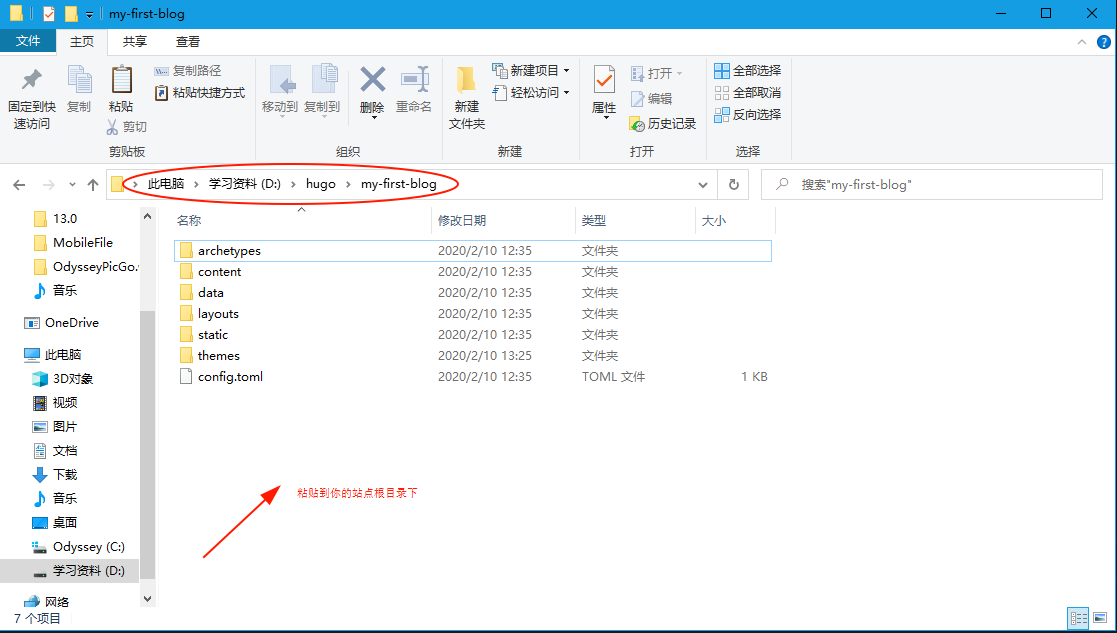 my-first-blog
文件 主页 共享 查看
固定到快速访问
复制
粘贴
复制路径
粘贴快捷方式
剪切
剪贴板
移动到
复制到
删除
重命名
组织
新建文件夹
新建项目
轻松访问
新建
属性
打开
编辑
历史记录
打开
全部选择
全部取消
反向选择
选择
此电脑 › 学习资料 (D:) › hugo › my-first-blog
搜索"my-first-blog"
13.0
MobileFile
OdysseyPicGo.
音乐
OneDrive
此电脑
3D对象
视频
图片
文档
下载
音乐
桌面
Odyssey (C:)
学习资料 (D:)
网络
名称 修改日期 类型 大小
archetypes 2020/2/10 12:35 文件夹
content 2020/2/10 12:35 文件夹
data 2020/2/10 12:35 文件夹
layouts 2020/2/10 12:35 文件夹
static 2020/2/10 12:35 文件夹
themes 2020/2/10 13:25 文件夹
config.toml 2020/2/10 12:35 TOML 文件 1 KB
粘贴到你的站点根目录下
7 个项目